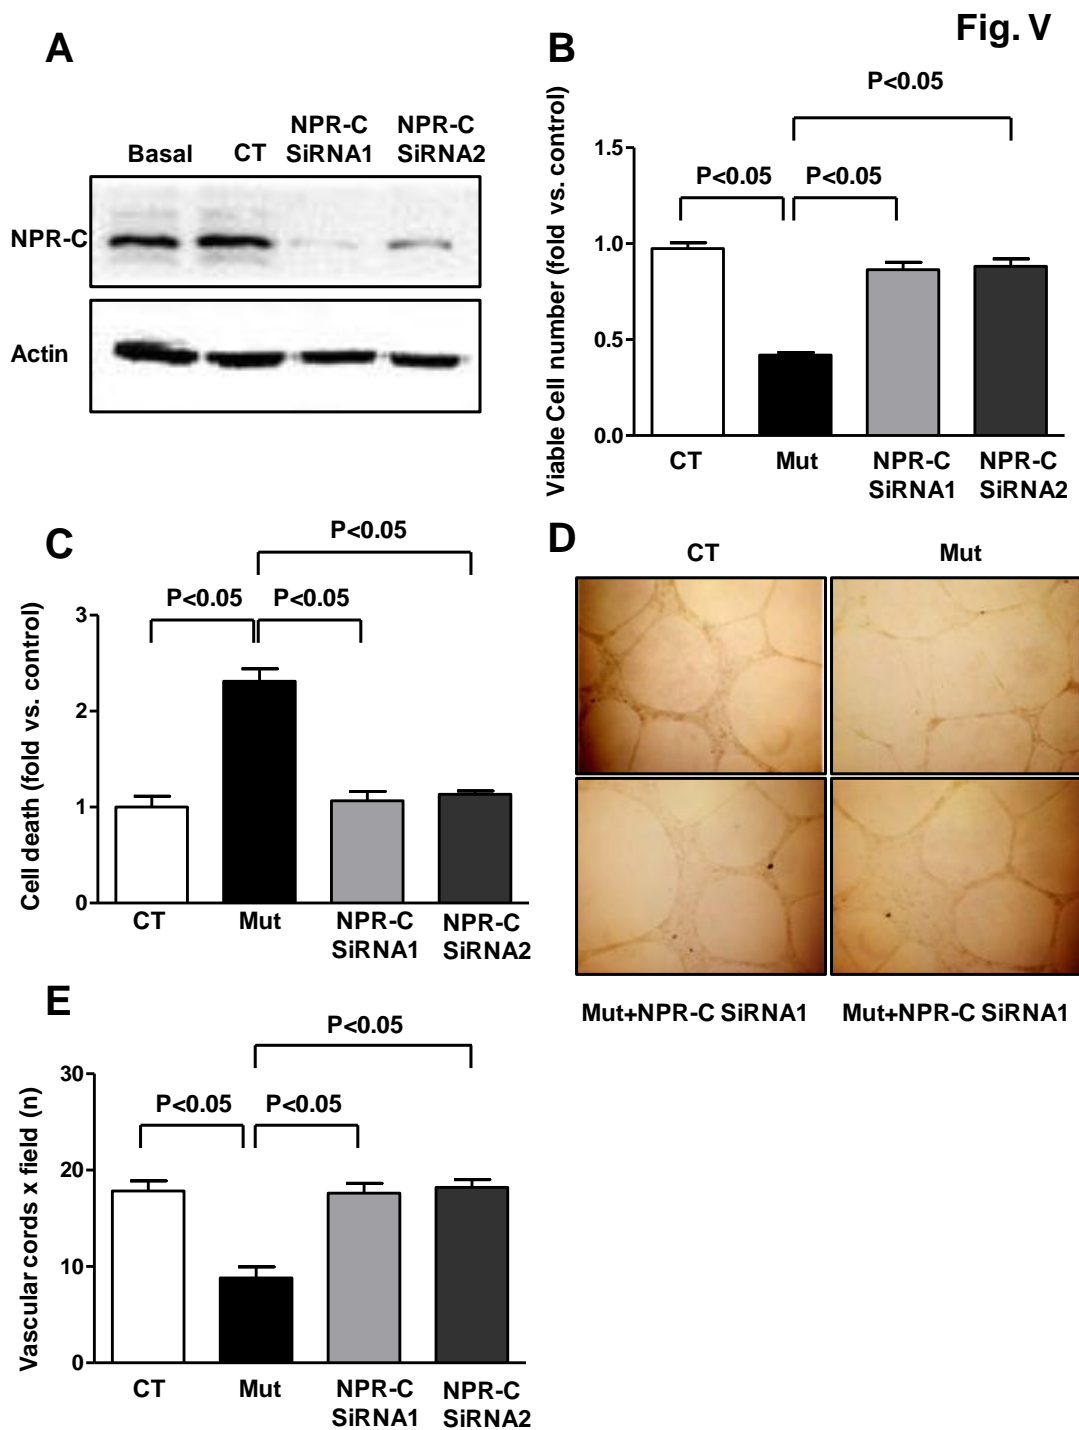 Fig. V
A
NPR-C NPR-C
Basal CT SiRNA1 SiRNA2
NPR-C
Actin
B
P<0.05
P<0.05 P<0.05
Viable Cell number (fold vs. control)
1.5
1.0
0.5
0.0
CT Mut NPR-C NPR-C
SiRNA1 SiRNA2
C
P<0.05
P<0.05 P<0.05
Cell death (fold vs. control)
3
2
1
0
CT Mut NPR-C NPR-C
SiRNA1 SiRNA2
D
CT Mut
Mut+NPR-C SiRNA1 Mut+NPR-C SiRNA1
E
P<0.05
P<0.05 P<0.05
Vascular cords x field (n)
30
20
10
0
CT Mut NPR-C NPR-C
SiRNA1 SiRNA2